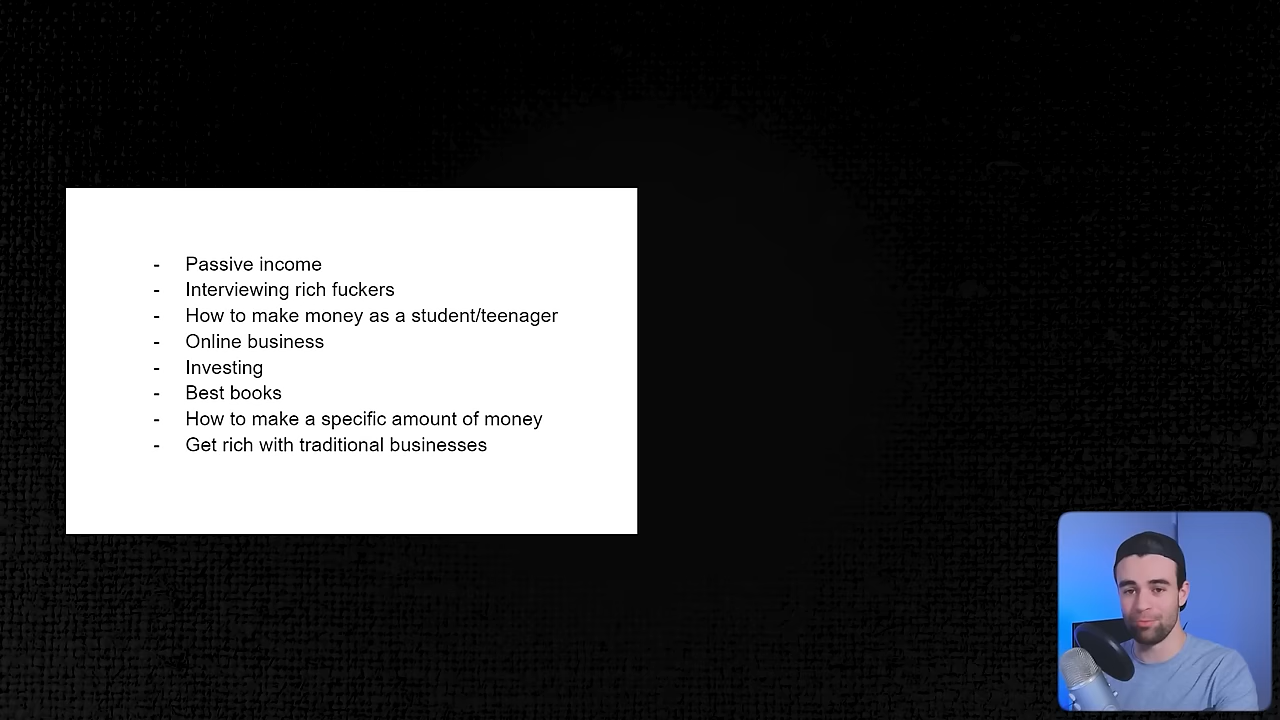 - Passive income
- Interviewing rich fuckers
- How to make money as a student/teenager
- Online business
- Investing
- Best books
- How to make a specific amount of money
- Get rich with traditional businesses